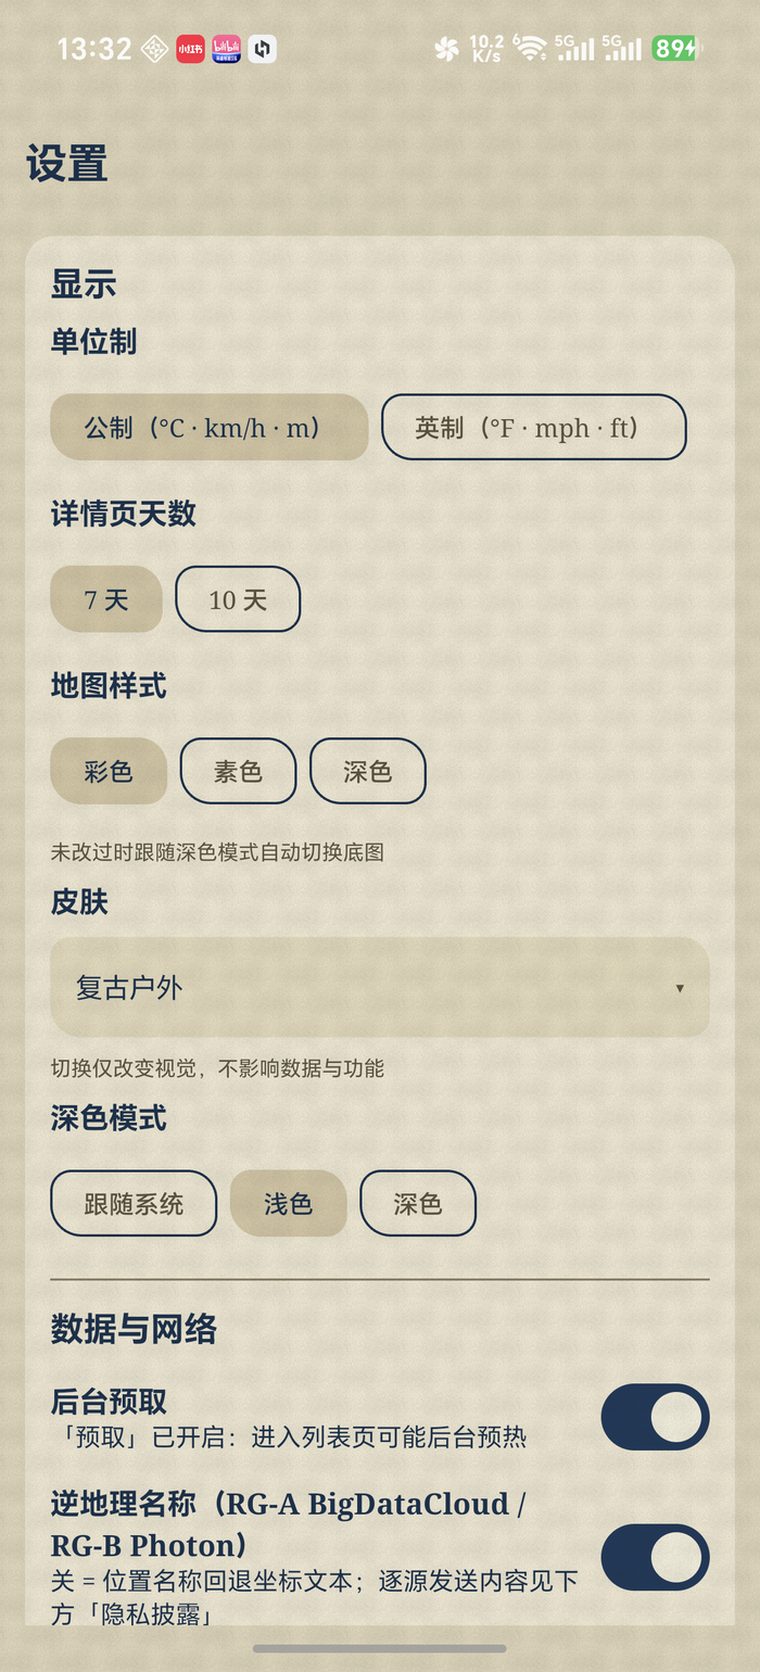 13:32 小红书 bilibili 10.2 K/s 6 5G 5G 89
设置
显示
单位制
公制（°C · km/h · m） 英制（°F · mph · ft）
详情页天数
7 天 10 天
地图样式
彩色 素色 深色
未改过时跟随深色模式自动切换底图
皮肤
复古户外 ▾
切换仅改变视觉，不影响数据与功能
深色模式
跟随系统 浅色 深色
数据与网络
后台预取
「预取」已开启：进入列表页可能后台预热
逆地理名称（RG-A BigDataCloud /
RG-B Photon）
关 = 位置名称回退坐标文本；逐源发送内容见下
方「隐私披露」